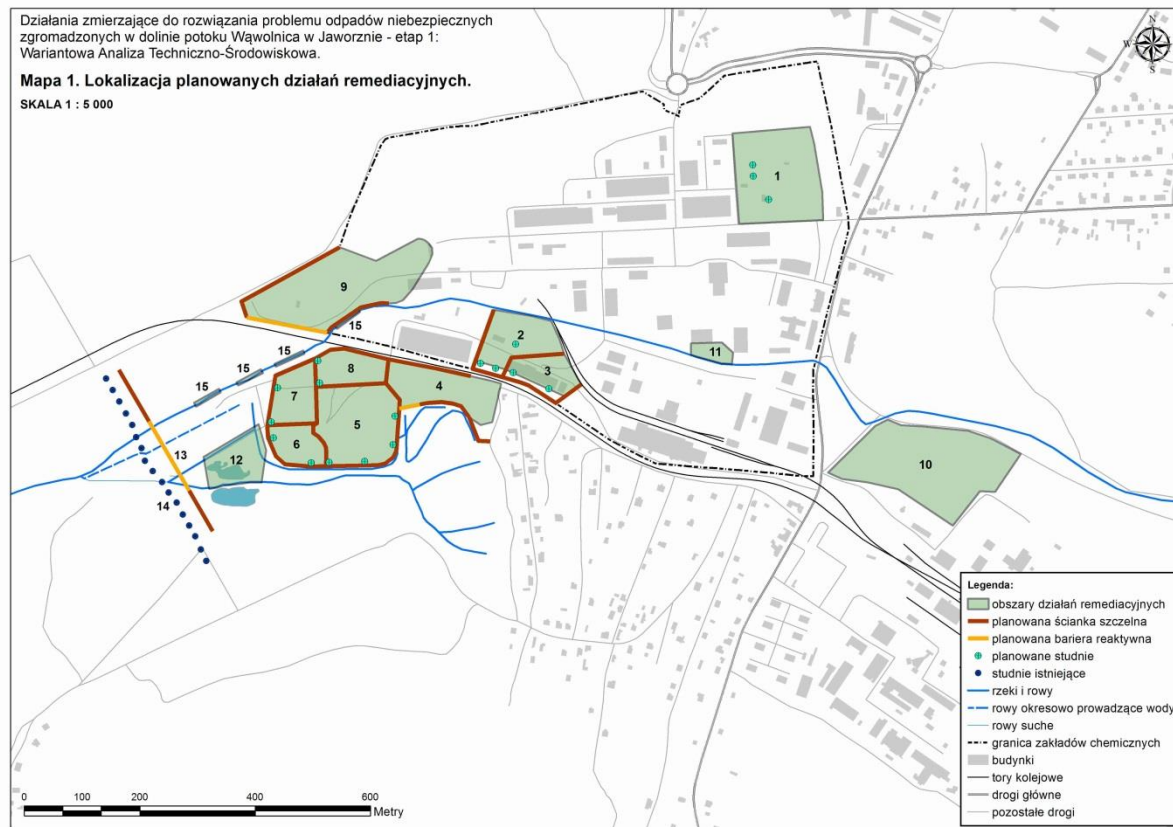 Działania zmierzające do rozwiązania problemu odpadów niebezpiecznych
zgromadzonych w dolinie potoku Wąwolnica w Jaworznie - etap 1:
Wariantowa Analiza Techniczno-Środowiskowa.
Mapa 1. Lokalizacja planowanych działań remediacyjnych.
SKALA 1 : 5 000
N
W
E
S
1
9
15
2
3
11
15
8
4
15
7
15
5
6
10
12
13
14
Legenda:
obszary działań remediacyjnych
planowana ścianka szczelna
planowana bariera reaktywna
planowane studnie
studnie istniejące
rzeki i rowy
rowy okresowo prowadzące wody
rowy suche
granica zakładów chemicznych
budynki
tory kolejowe
drogi główne
pozostałe drogi
0 100 200 400 600
Metry